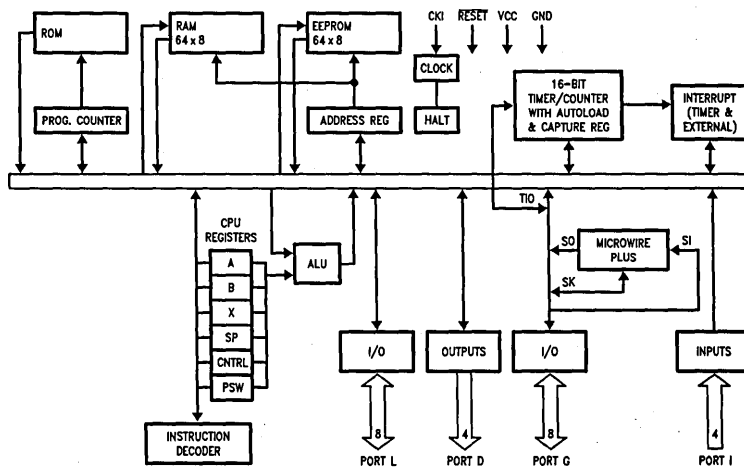 ROM
RAM
64 x 8
EEPROM
64 x 8
CKI
RESET
VCC
GND
CLOCK
HALT
PROG. COUNTER
ADDRESS REG
16-BIT
TIMER/COUNTER
WITH AUTOLOAD
& CAPTURE REG
INTERRUPT
(TIMER &
EXTERNAL)
TIO
CPU
REGISTERS
A
B
X
SP
CNTRL
PSW
ALU
SO
MICROWIRE
PLUS
SI
SK
I/O
OUTPUTS
I/O
INPUTS
INSTRUCTION
DECODER
8
4
8
4
PORT L
PORT D
PORT G
PORT I